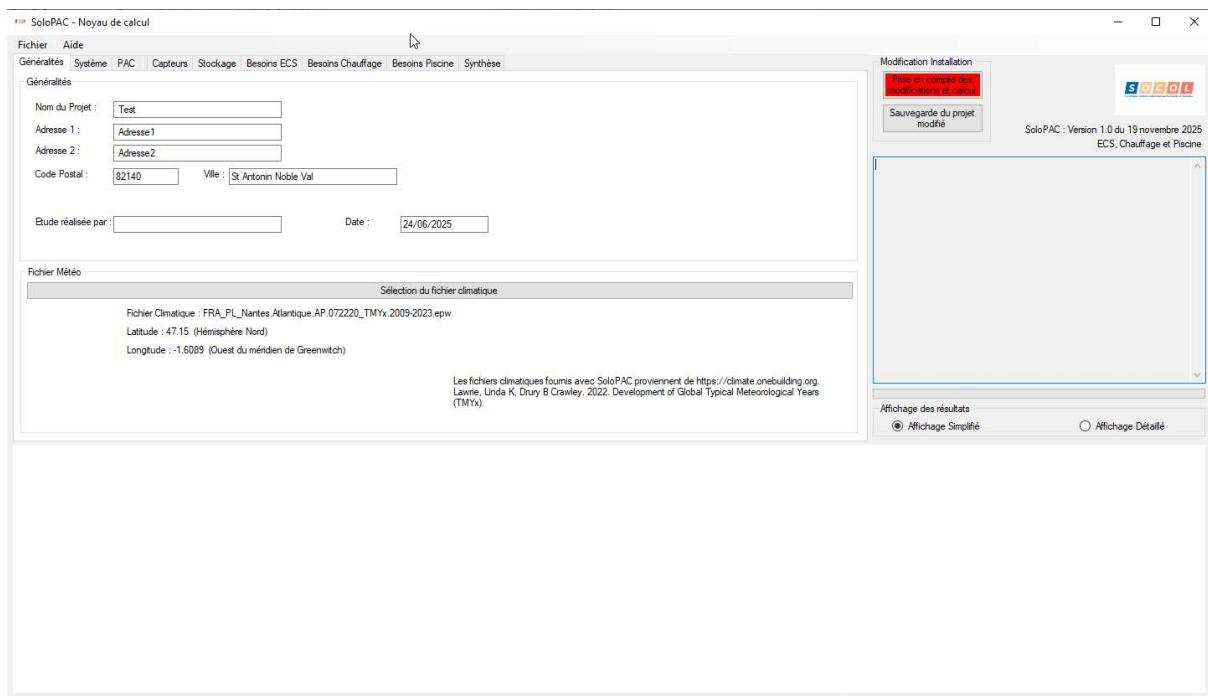 SoloPAC - Noyau de calcul
Fichier Aide
Généralités Système PAC Capteurs Stockage Besoins ECS Besoins Chauffage Besoins Piscine Synthèse
Généralités
Nom du Projet : Test
Adresse 1 : Adresse1
Adresse 2 : Adresse2
Code Postal : 82140 Ville : St Antonin Noble Val
Etude réalisée par : Date : 24/06/2025
Fichier Météo
Sélection du fichier climatique
Fichier Climatique : FRA_PL_Nantes.Atlantique.AP.072220_TMYx.2009-2023.epw
Latitude : 47.15 (Hémisphère Nord)
Longitude : -1.6089 (Ouest du méridien de Greenwitch)
Les fichiers climatiques fournis avec SoloPAC proviennent de https://climate.onebuilding.org.
Lawrie, Linda K, Drury B Crawley. 2022. Development of Global Typical Meteorological Years
(TMYx).
Modification Installation
Prise en compte des
modifications et calcul
Sauvegarde du projet
modifié
SOCOL
SoloPAC : Version 1.0 du 19 novembre 2025
ECS, Chauffage et Piscine
Affichage des résultats
Affichage Simplifié Affichage Détaillé